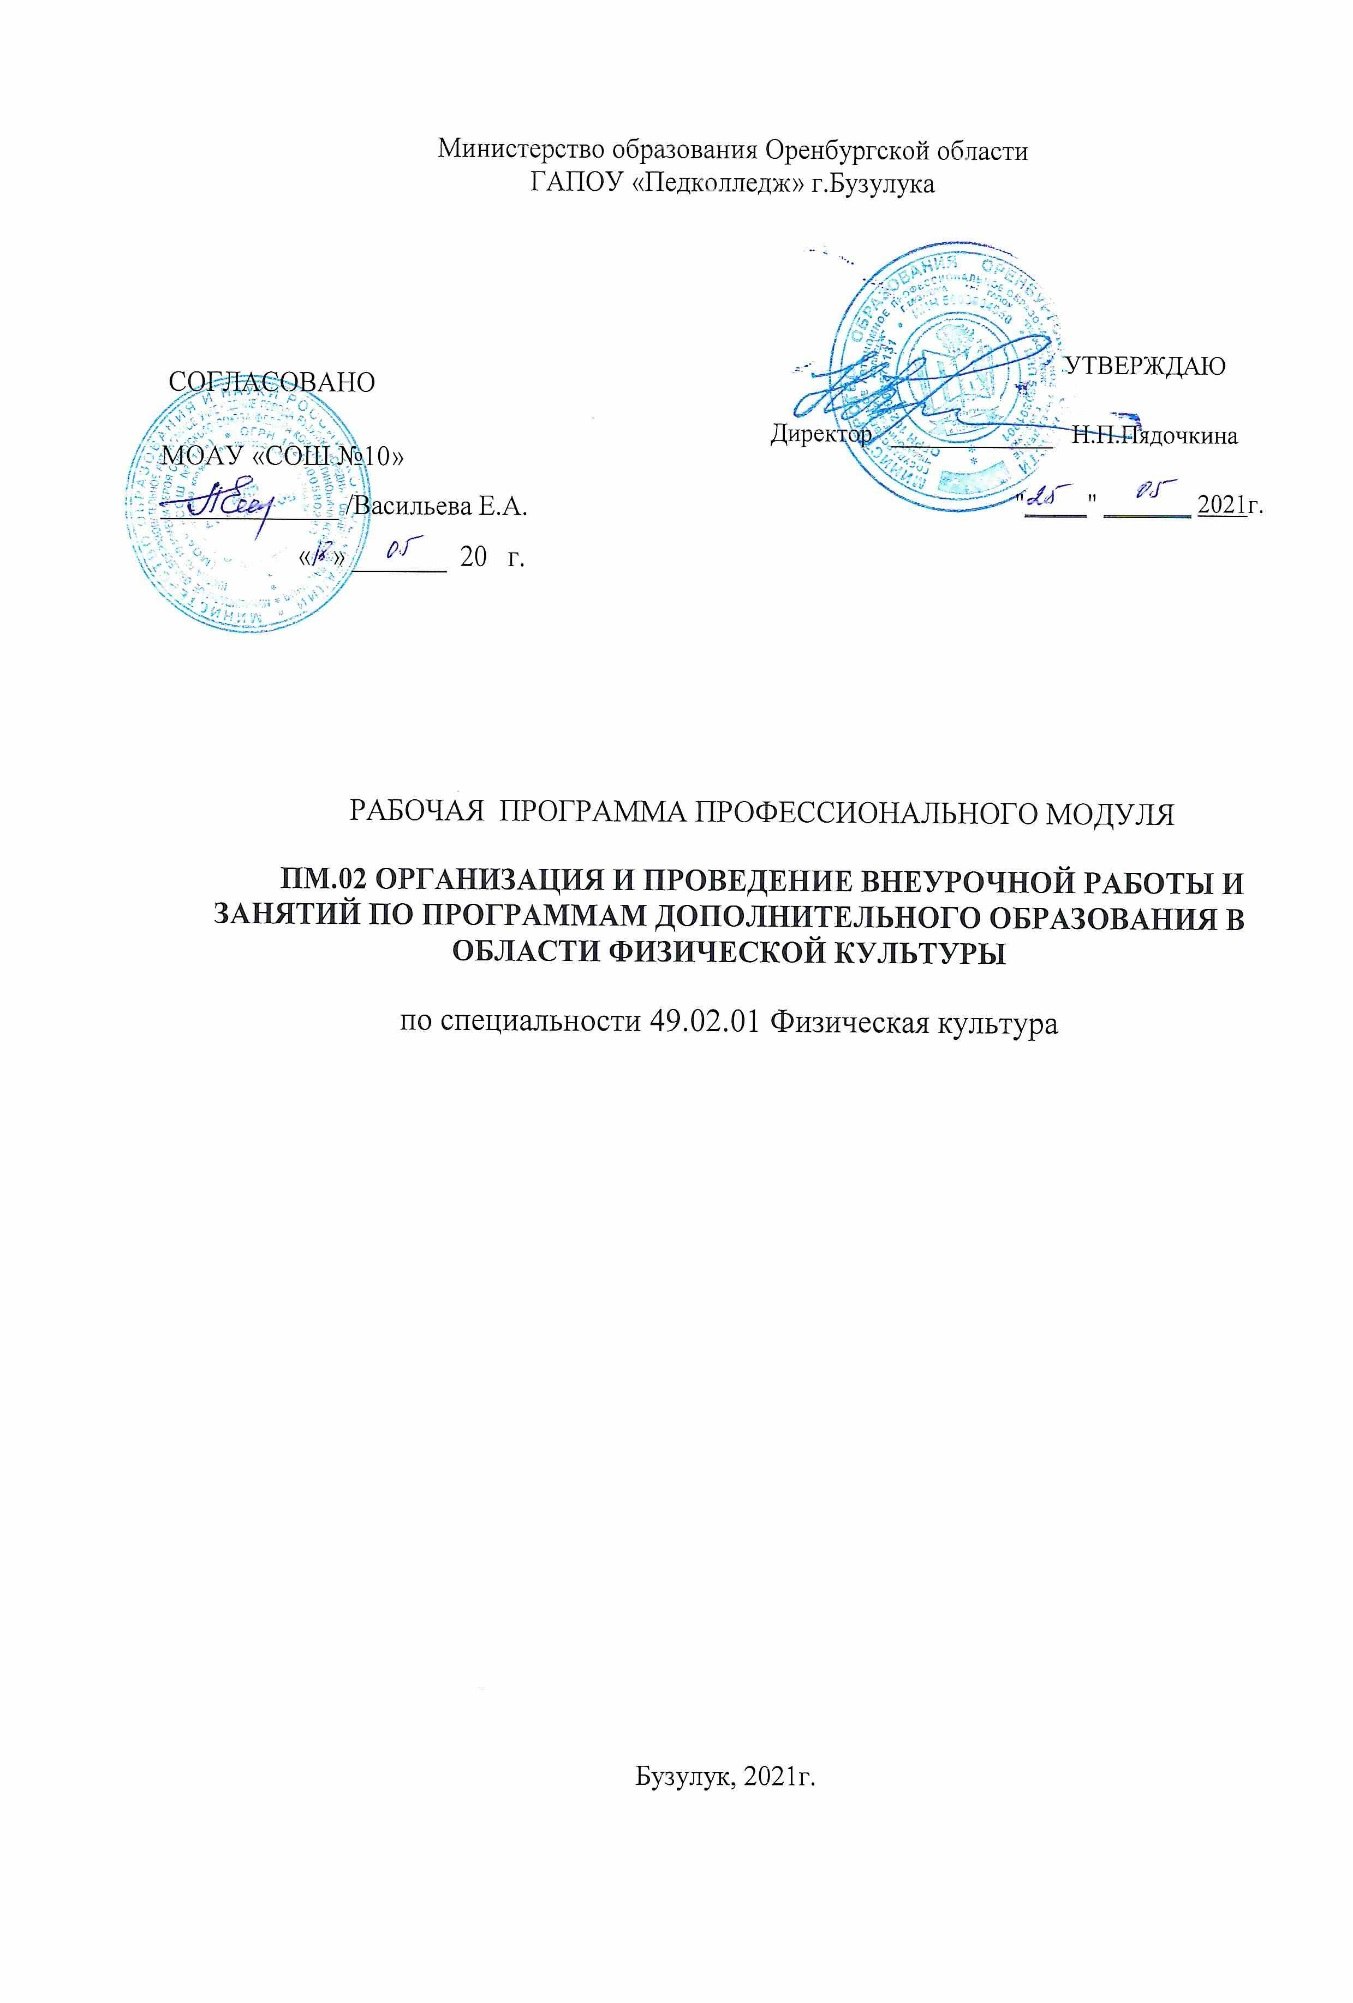 Министерство образования Оренбургской области
ГАПОУ «Педколледж» г.Бузулука
СОГЛАСОВАНО
МОАУ «СОШ №10»
/Васильева Е.А.
«18» 05 20 г.
УТВЕРЖДАЮ
Директор Н.П.Пядочкина
"25" 05 2021г.
РАБОЧАЯ ПРОГРАММА ПРОФЕССИОНАЛЬНОГО МОДУЛЯ
ПМ.02 ОРГАНИЗАЦИЯ И ПРОВЕДЕНИЕ ВНЕУРОЧНОЙ РАБОТЫ И
ЗАНЯТИЙ ПО ПРОГРАММАМ ДОПОЛНИТЕЛЬНОГО ОБРАЗОВАНИЯ В
ОБЛАСТИ ФИЗИЧЕСКОЙ КУЛЬТУРЫ
по специальности 49.02.01 Физическая культура
Бузулук, 2021г.